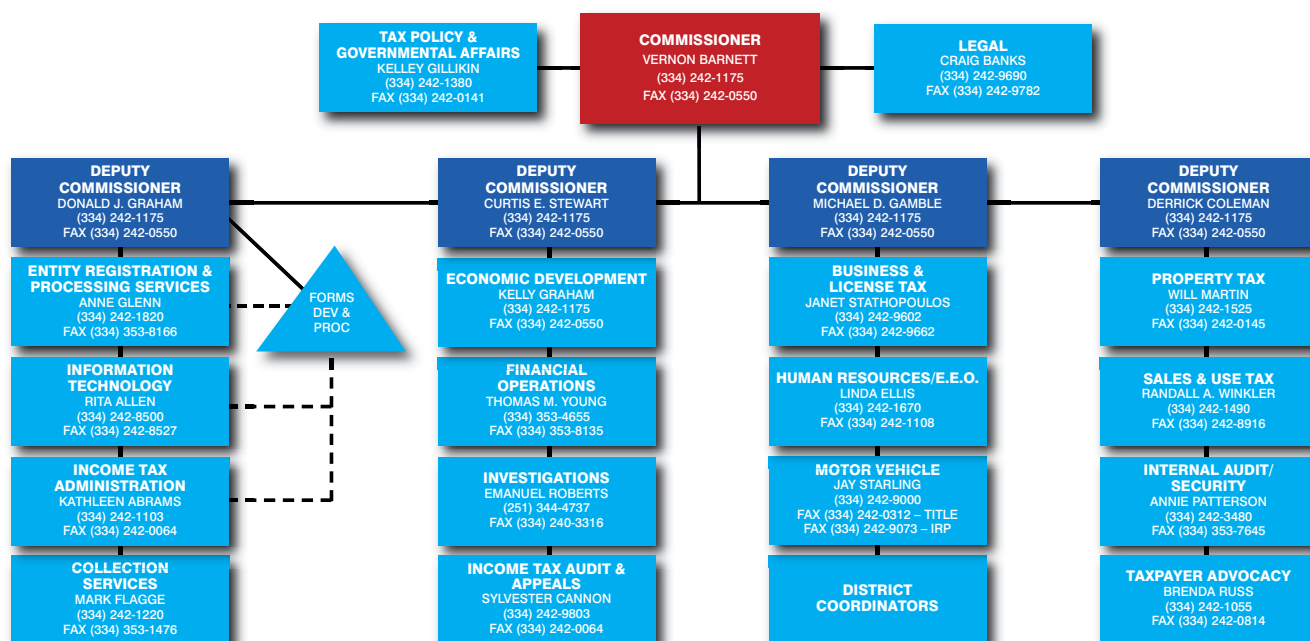 TAX POLICY &
GOVERNMENTAL AFFAIRS
KELLEY GILLIKIN
(334) 242-1380
FAX (334) 242-0141
COMMISSIONER
VERNON BARNETT
(334) 242-1175
FAX (334) 242-0550
LEGAL
CRAIG BANKS
(334) 242-9690
FAX (334) 242-9782
DEPUTY
COMMISSIONER
DONALD J. GRAHAM
(334) 242-1175
FAX (334) 242-0550
ENTITY REGISTRATION &
PROCESSING SERVICES
ANNE GLENN
(334) 242-1820
FAX (334) 353-8166
INFORMATION
TECHNOLOGY
RITA ALLEN
(334) 242-8500
FAX (334) 242-8527
INCOME TAX
ADMINISTRATION
KATHLEEN ABRAMS
(334) 242-1103
FAX (334) 242-0064
COLLECTION
SERVICES
MARK FLAGGE
(334) 242-1220
FAX (334) 353-1476
FORMS
DEV &
PROC
DEPUTY
COMMISSIONER
CURTIS E. STEWART
(334) 242-1175
FAX (334) 242-0550
ECONOMIC DEVELOPMENT
KELLY GRAHAM
(334) 242-1175
FAX (334) 242-0550
FINANCIAL
OPERATIONS
THOMAS M. YOUNG
(334) 353-4655
FAX (334) 353-8135
INVESTIGATIONS
EMANUEL ROBERTS
(251) 344-4737
FAX (334) 240-3316
INCOME TAX AUDIT &
APPEALS
SYLVESTER CANNON
(334) 242-9803
FAX (334) 242-0064
DEPUTY
COMMISSIONER
MICHAEL D. GAMBLE
(334) 242-1175
FAX (334) 242-0550
BUSINESS &
LICENSE TAX
JANET STATHOPOULOS
(334) 242-9602
FAX (334) 242-9662
HUMAN RESOURCES/E.E.O.
LINDA ELLIS
(334) 242-1670
FAX (334) 242-1108
MOTOR VEHICLE
JAY STARLING
(334) 242-9000
FAX (334) 242-0312 – TITLE
FAX (334) 242-9073 – IRP
DISTRICT
COORDINATORS
DEPUTY
COMMISSIONER
DERRICK COLEMAN
(334) 242-1175
FAX (334) 242-0550
PROPERTY TAX
WILL MARTIN
(334) 242-1525
FAX (334) 242-0145
SALES & USE TAX
RANDALL A. WINKLER
(334) 242-1490
FAX (334) 242-8916
INTERNAL AUDIT/
SECURITY
ANNIE PATTERSON
(334) 242-3480
FAX (334) 353-7645
TAXPAYER ADVOCACY
BRENDA RUSS
(334) 242-1055
FAX (334) 242-0814